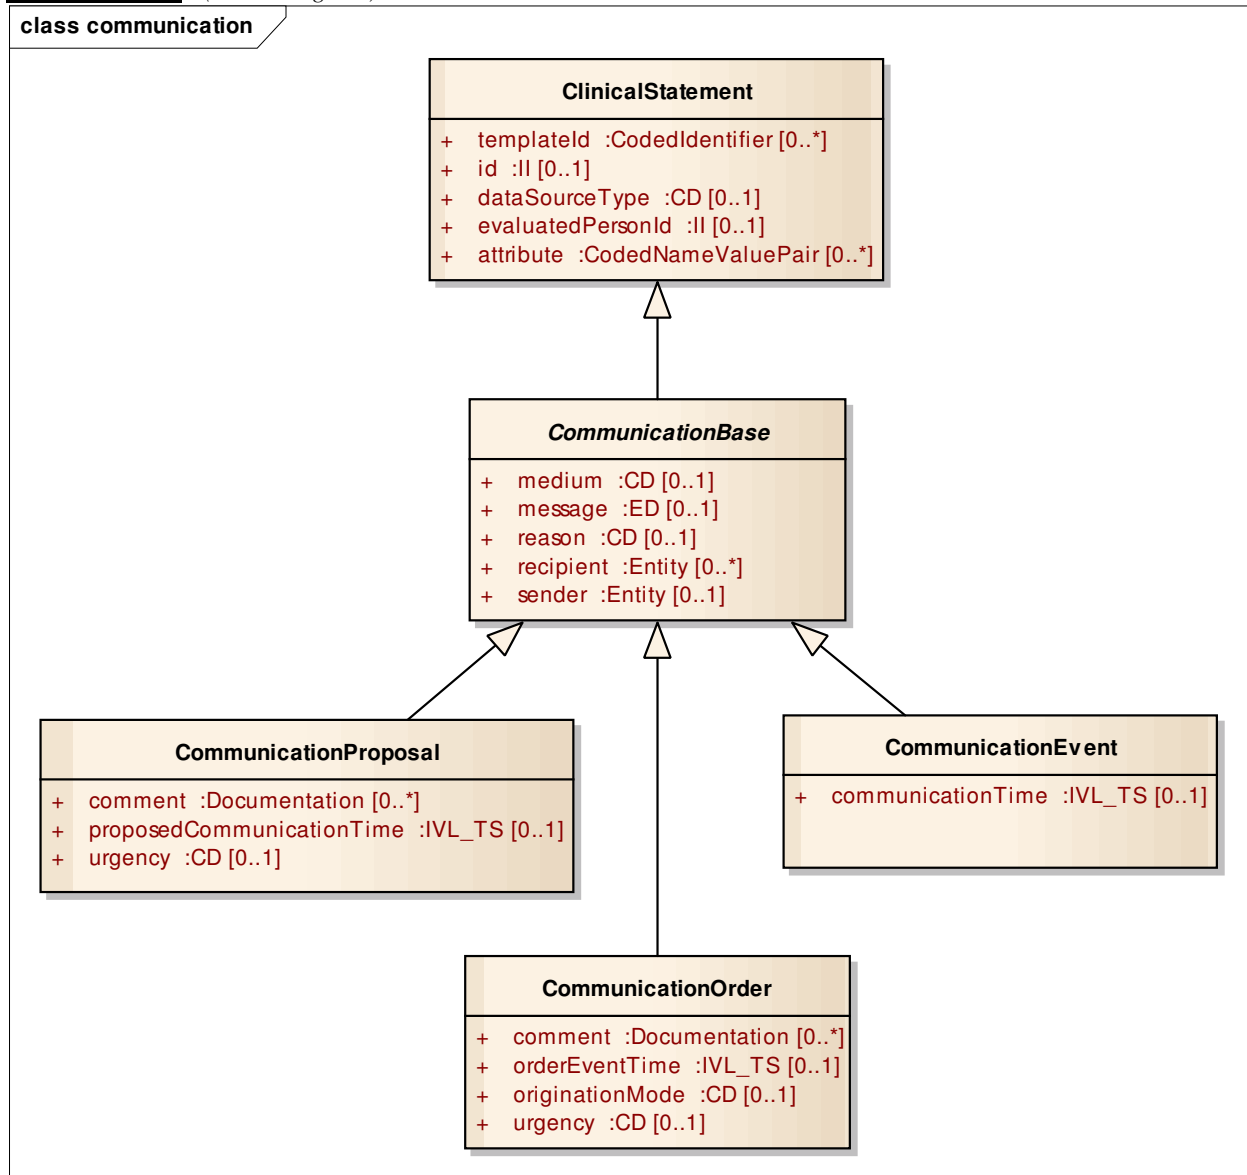 class communication
ClinicalStatement
+ templateId :CodedIdentifier [0..*]
+ id :II [0..1]
+ dataSourceType :CD [0..1]
+ evaluatedPersonId :II [0..1]
+ attribute :CodedNameValuePair [0..*]
CommunicationBase
+ medium :CD [0..1]
+ message :ED [0..1]
+ reason :CD [0..1]
+ recipient :Entity [0..*]
+ sender :Entity [0..1]
CommunicationProposal
+ comment :Documentation [0..*]
+ proposedCommunicationTime :IVL_TS [0..1]
+ urgency :CD [0..1]
CommunicationEvent
+ communicationTime :IVL_TS [0..1]
CommunicationOrder
+ comment :Documentation [0..*]
+ orderEventTime :IVL_TS [0..1]
+ originationMode :CD [0..1]
+ urgency :CD [0..1]